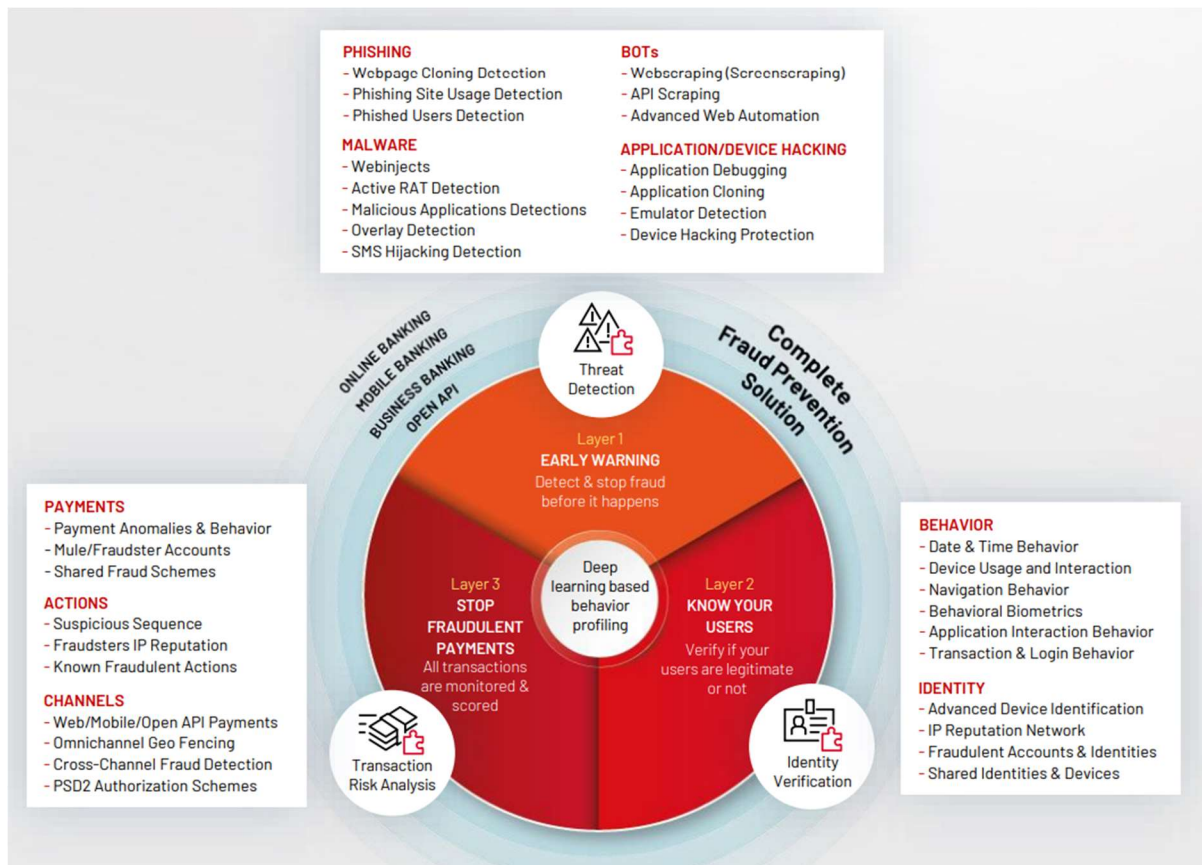 PHISHING
- Webpage Cloning Detection
- Phishing Site Usage Detection
- Phished Users Detection
MALWARE
- Webinjects
- Active RAT Detection
- Malicious Applications Detections
- Overlay Detection
- SMS Hijacking Detection
BOTs
- Webscraping (Screenscraping)
- API Scraping
- Advanced Web Automation
APPLICATION/DEVICE HACKING
- Application Debugging
- Application Cloning
- Emulator Detection
- Device Hacking Protection
ONLINE BANKING
MOBILE BANKING
BUSINESS BANKING
OPEN API
Threat
Detection
Complete
Fraud Prevention
Solution
Layer 1
EARLY WARNING
Detect & stop fraud
before it happens
PAYMENTS
- Payment Anomalies & Behavior
- Mule/Fraudster Accounts
- Shared Fraud Schemes
ACTIONS
- Suspicious Sequence
- Fraudsters IP Reputation
- Known Fraudulent Actions
CHANNELS
- Web/Mobile/Open API Payments
- Omnichannel Geo Fencing
- Cross-Channel Fraud Detection
- PSD2 Authorization Schemes
Layer 3
STOP
FRAUDULENT
PAYMENTS
All transactions
are monitored &
scored
Deep
learning based
behavior
profiling
Layer 2
KNOW YOUR
USERS
Verify if your
users are legitimate
or not
BEHAVIOR
- Date & Time Behavior
- Device Usage and Interaction
- Navigation Behavior
- Behavioral Biometrics
- Application Interaction Behavior
- Transaction & Login Behavior
IDENTITY
- Advanced Device Identification
- IP Reputation Network
- Fraudulent Accounts & Identities
- Shared Identities & Devices
Transaction
Risk Analysis
Identity
Verification